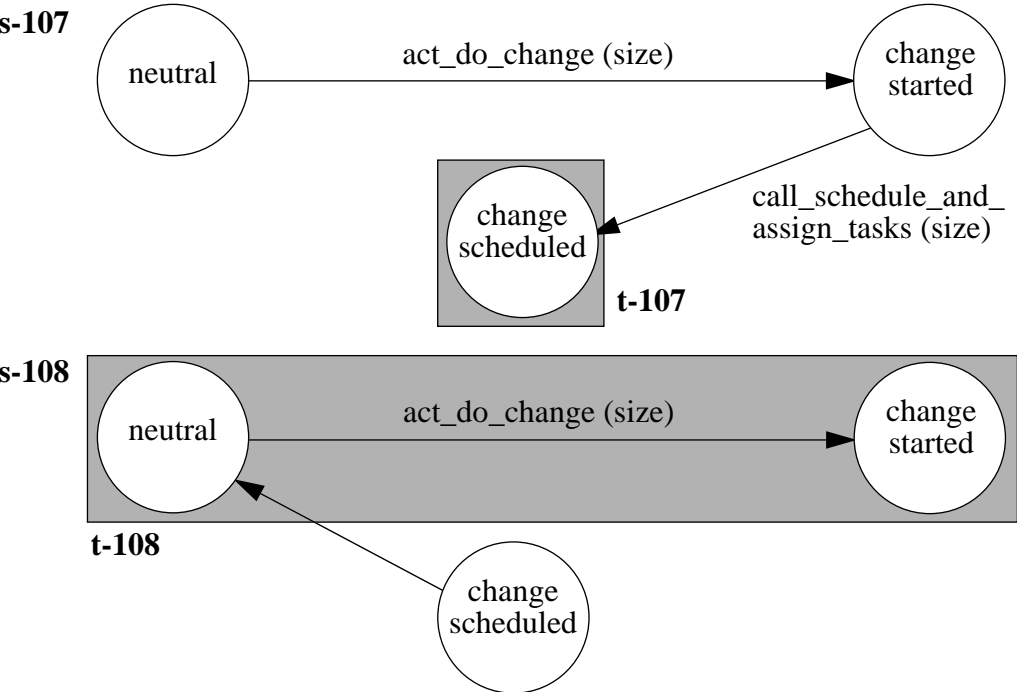 s-107
neutral
act_do_change (size)
change
started
change
scheduled
call_schedule_and_
assign_tasks (size)
t-107
s-108
neutral
act_do_change (size)
change
started
t-108
change
scheduled